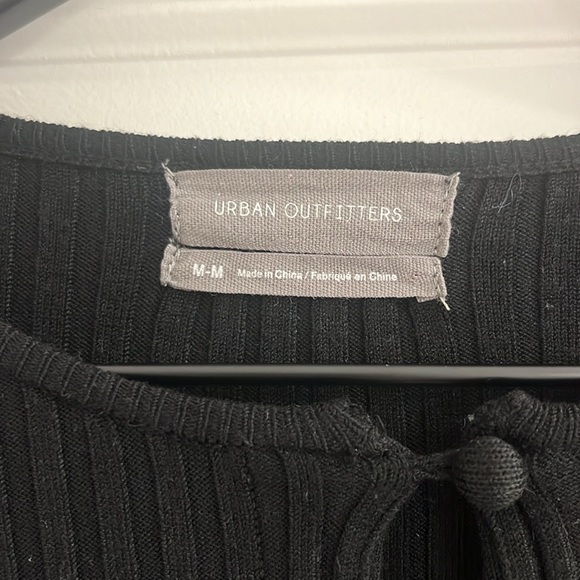 URBAN OUTFITTERS
M-M Made in China / Fabriqué en Chine